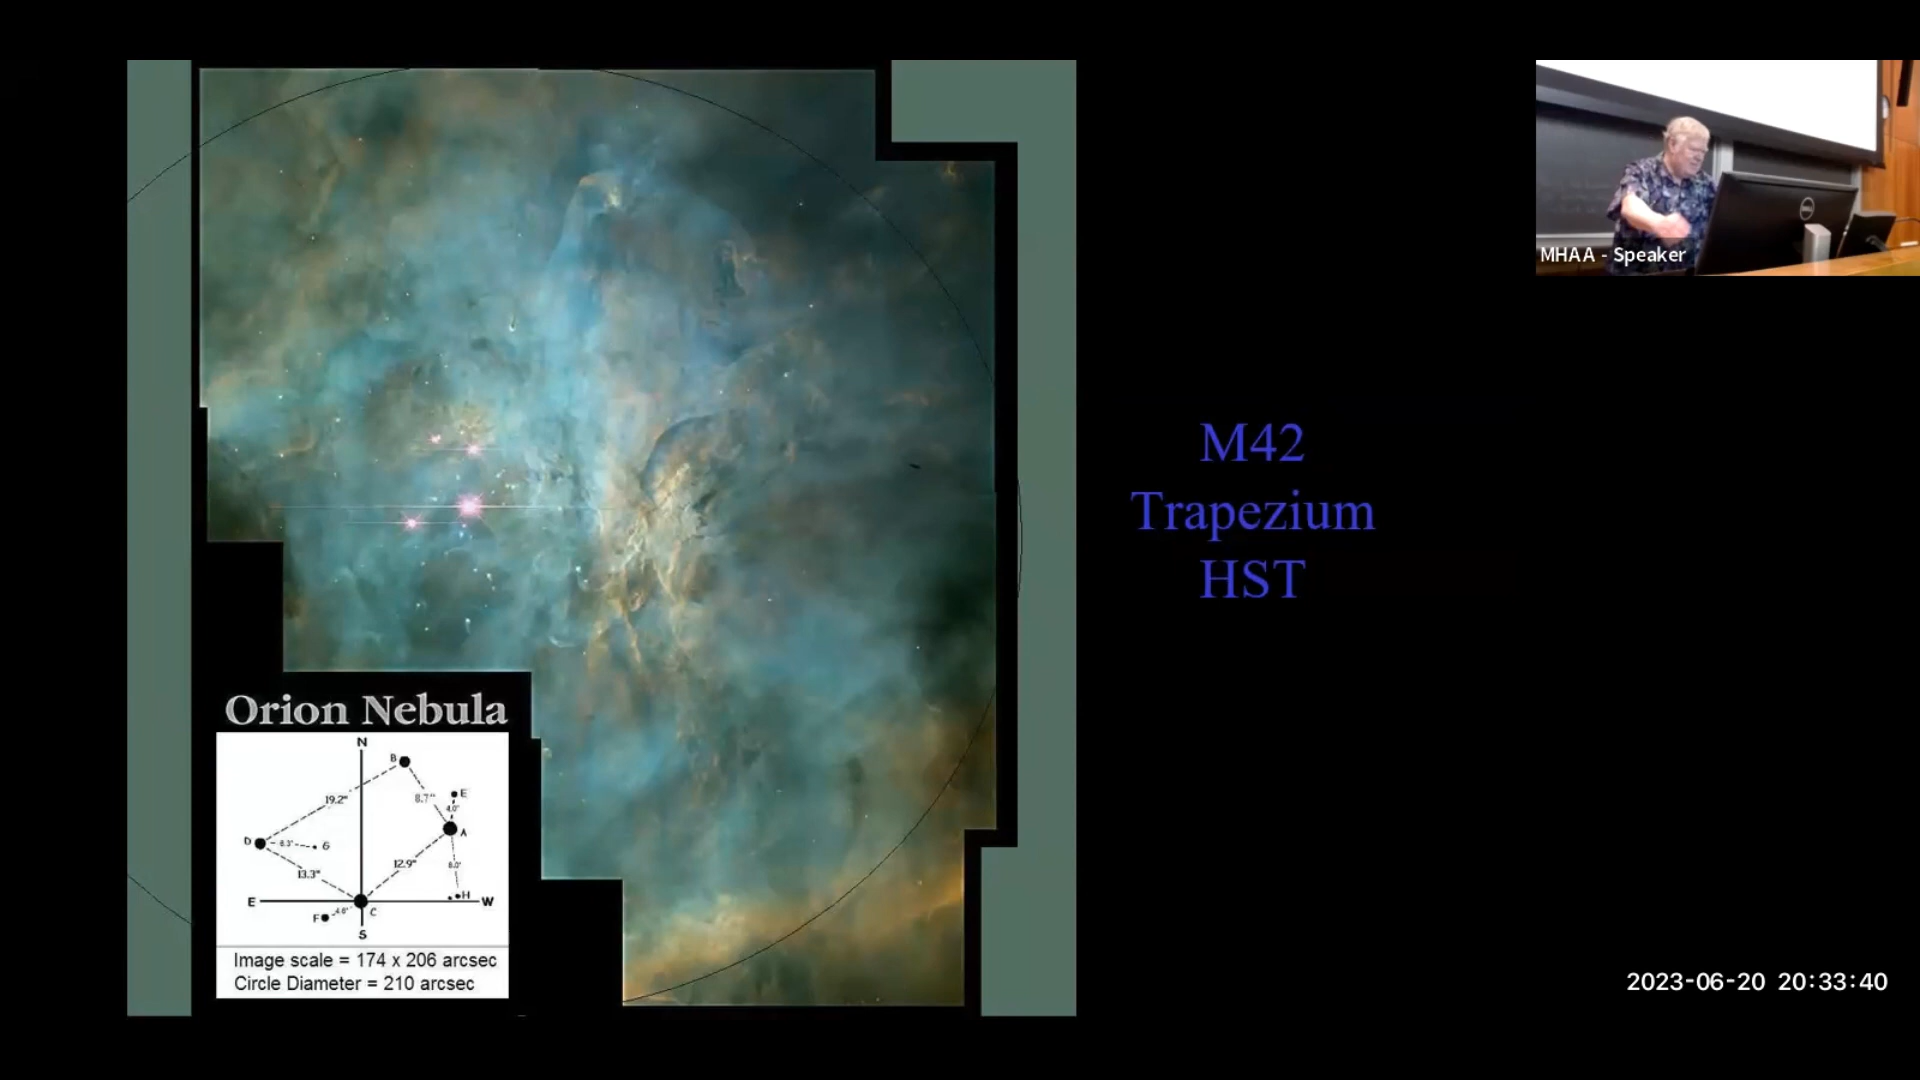 MHAA - Speaker
M42
Trapezium
HST
Orion Nebula
N
B
19.2"
8.7"
E
4.0"
A
D
6.3"
G
13.3"
12.9"
8.0"
H
E
W
F
4.6"
C
S
Image scale = 174 x 206 arcsec
Circle Diameter = 210 arcsec
2023-06-20 20:33:40